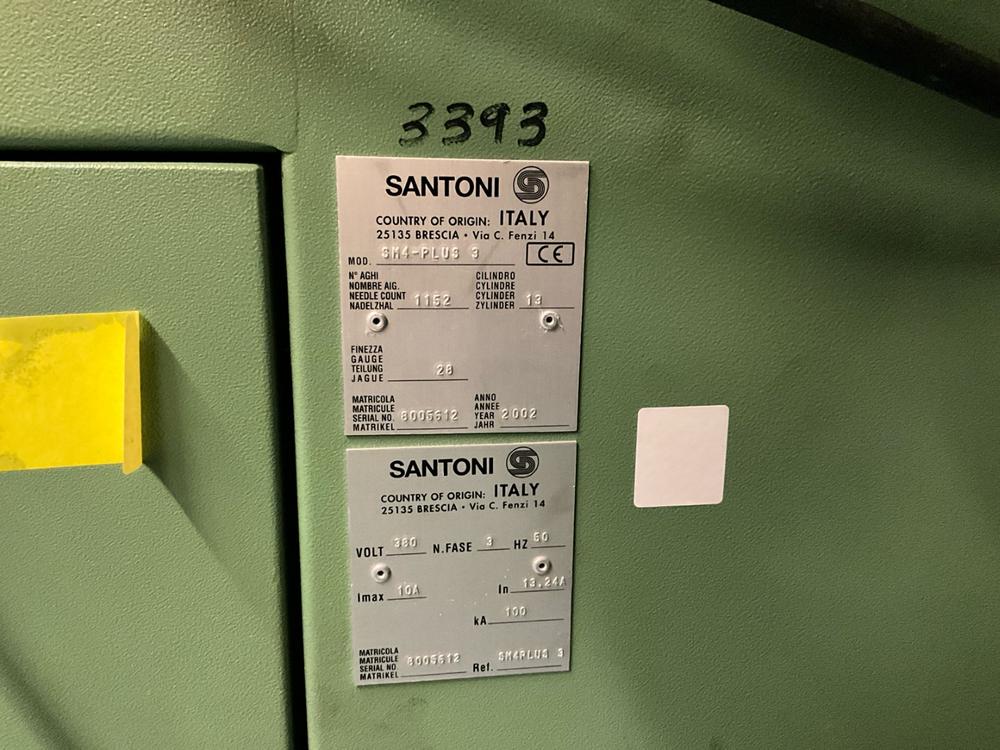 3393
SANTONI
COUNTRY OF ORIGIN: ITALY
25135 BRESCIA • Via C. Fenzi 14
MOD. SM4-PLUS 3 CE
N° AGHI
NOMBRE AIG.
NEEDLE COUNT
NADELZHAL 1152
CILINDRO
CYLINDRE
CYLINDER
ZYLINDER 13
FINEZZA
GAUGE
TEILUNG
JAGUE 28
MATRICOLA
MATRICULE
SERIAL NO.
MATRIKEL 8005612
ANNO
ANNEE
YEAR
JAHR 2002
SANTONI
COUNTRY OF ORIGIN: ITALY
25135 BRESCIA • Via C. Fenzi 14
VOLT 380 N.FASE 3 HZ 50
Imax 10A In 13.24A
kA 100
MATRICOLA
MATRICULE
SERIAL NO
MATRIKEL 8005612
Ref. SM4PLUS 3